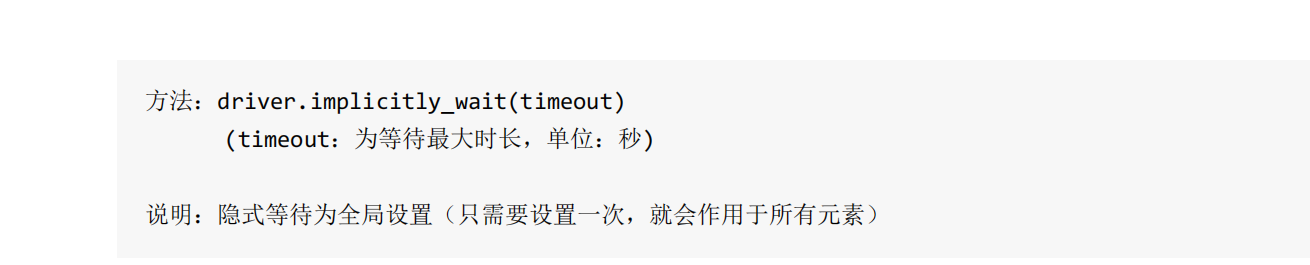 方法：driver.implicitly_wait(timeout)
(timeout：为等待最大时长，单位：秒)
说明：隐式等待为全局设置（只需要设置一次，就会作用于所有元素）